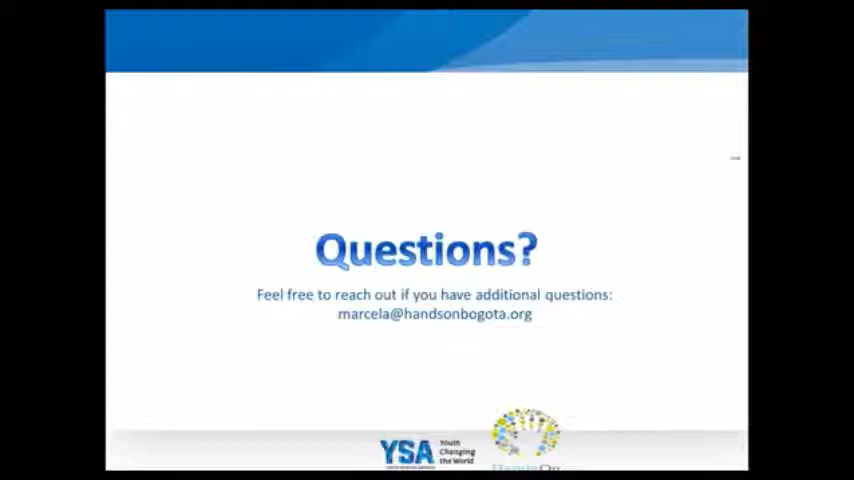 Questions?
Feel free to reach out if you have additional questions:
marcela@handsonbogota.org
YSA
Youth
Changing
the World